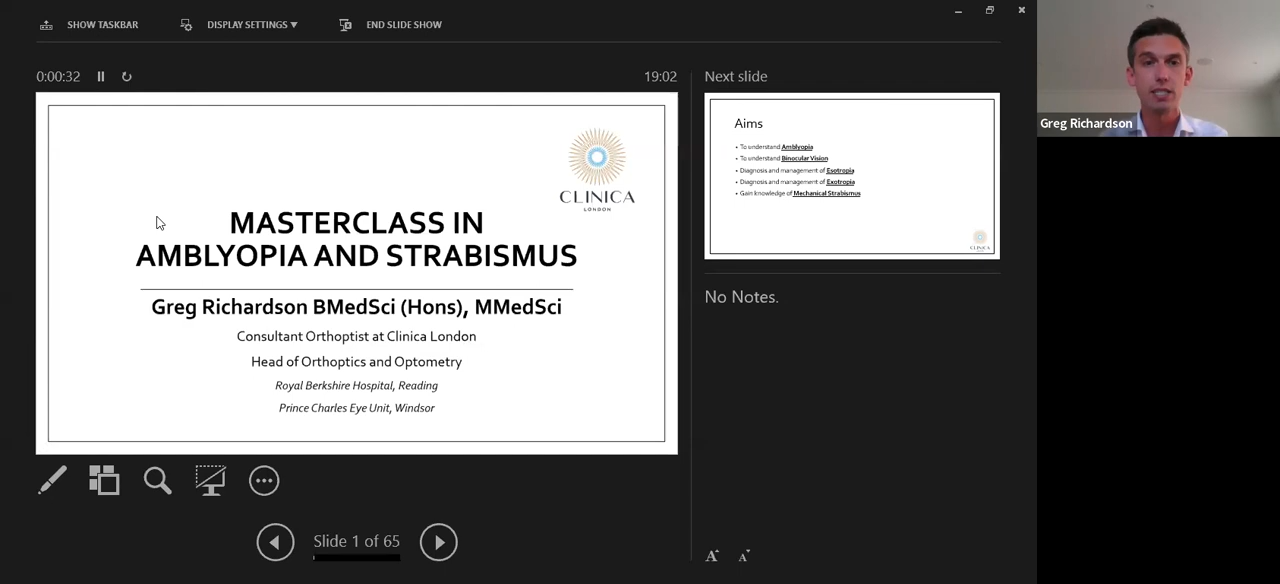 SHOW TASKBAR
DISPLAY SETTINGS ▼
END SLIDE SHOW
0:00:32
19:02
Next slide
CLINICA
LONDON
MASTERCLASS IN
AMBLYOPIA AND STRABISMUS
Greg Richardson BMedSci (Hons), MMedSci
Consultant Orthoptist at Clinica London
Head of Orthoptics and Optometry
Royal Berkshire Hospital, Reading
Prince Charles Eye Unit, Windsor
Aims
• To understand Amblyopia
• To understand Binocular Vision
• Diagnosis and management of Esotropia
• Diagnosis and management of Exotropia
• Gain knowledge of Mechanical Strabismus
CLINICA
LONDON
No Notes.
Slide 1 of 65
A A
Greg Richardson